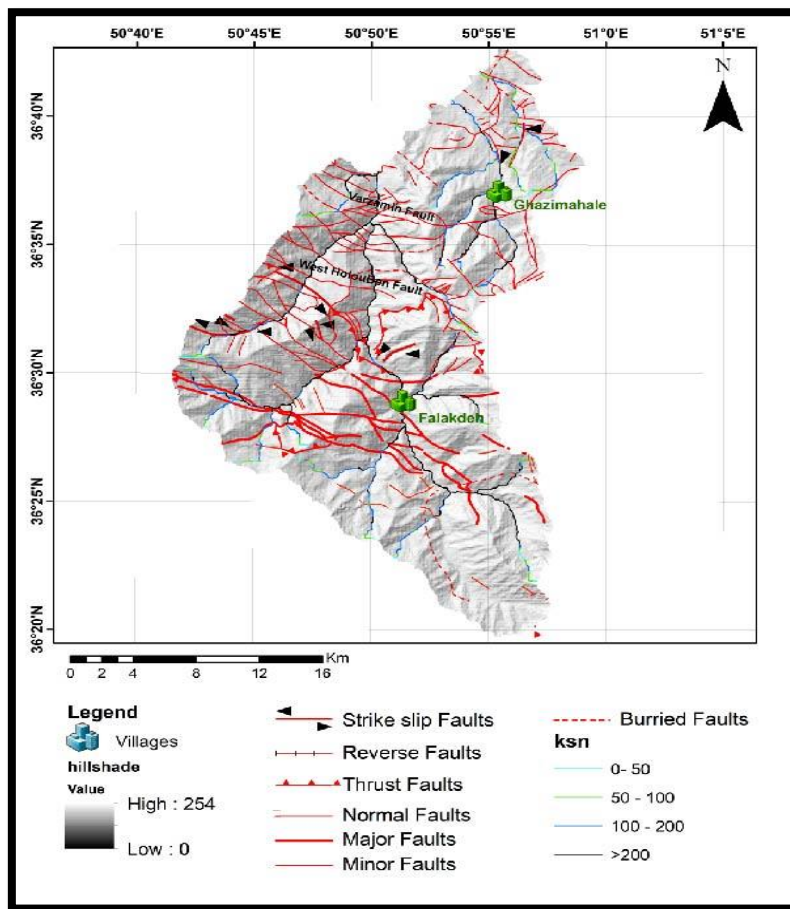 50°40'E 50°45'E 50°50'E 50°55'E 51°0'E 51°5'E
N
36°40'N
Ghazimahale
Varzamin Fault
36°35'N
West HolouBen Fault
36°30'N
Falakdeh
36°25'N
36°20'N
0 2 4 8 12 16 Km
Legend
Villages
hillshade
Value
High : 254
Low : 0
Strike slip Faults
Reverse Faults
Thrust Faults
Normal Faults
Major Faults
Minor Faults
Burried Faults
ksn
0- 50
50 - 100
100 - 200
>200